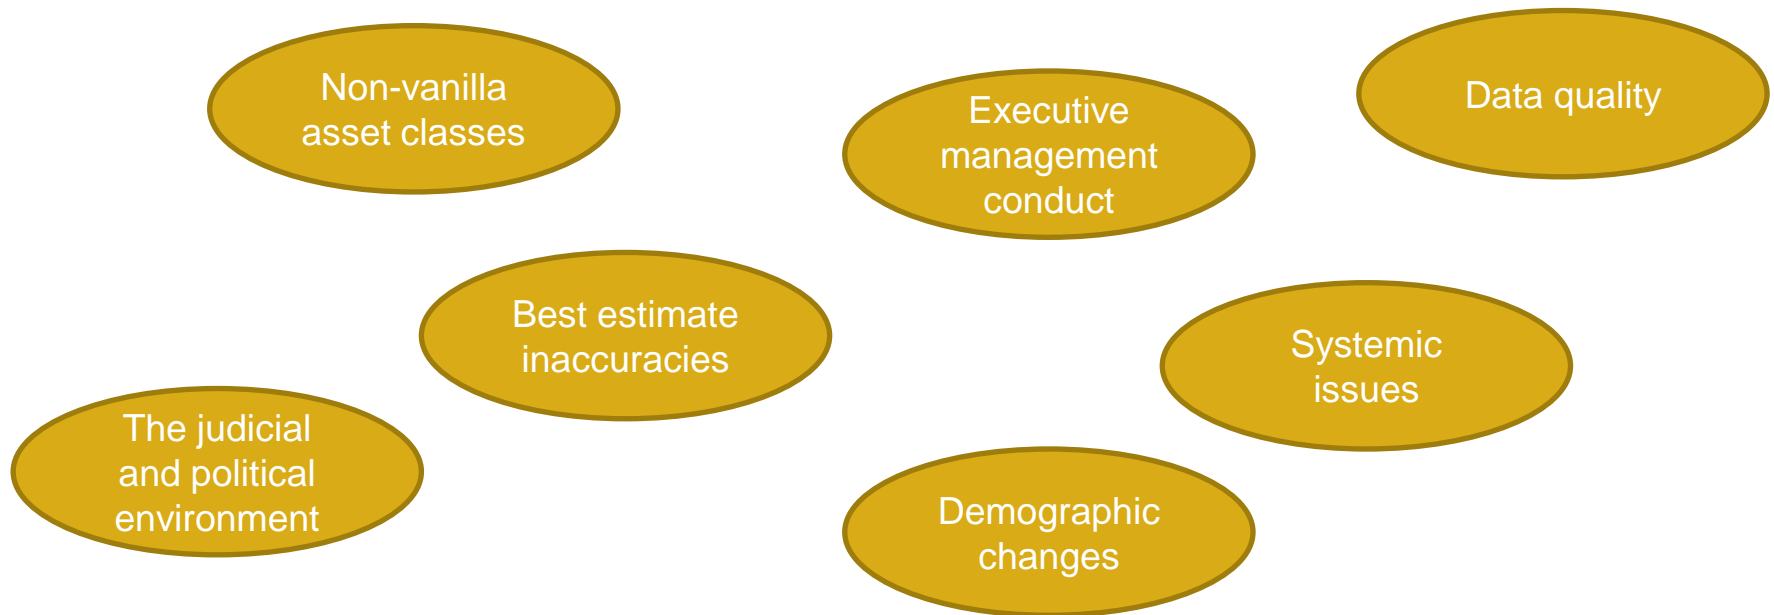 Non-vanilla
asset classes
Executive
management
conduct
Data quality
Best estimate
inaccuracies
Systemic
issues
The judicial
and political
environment
Demographic
changes